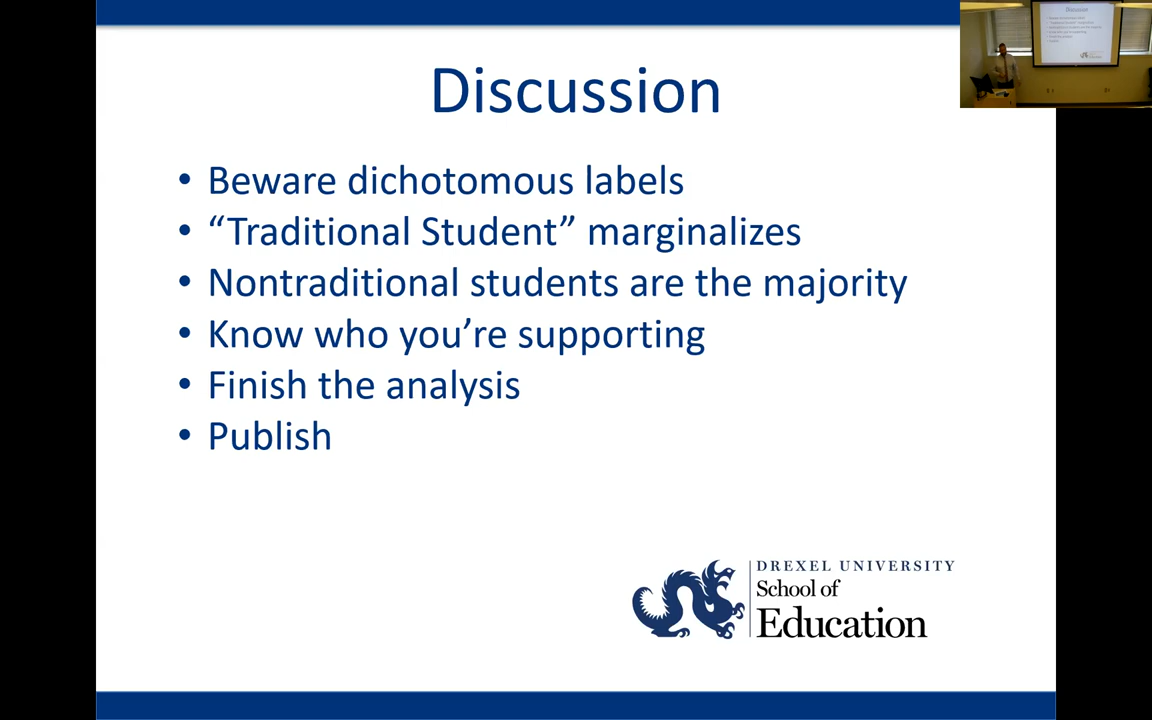 Discussion
• Beware dichotomous labels
• “Traditional Student” marginalizes
• Nontraditional students are the majority
• Know who you’re supporting
• Finish the analysis
• Publish
DREXEL UNIVERSITY
School of
Education
Discussion